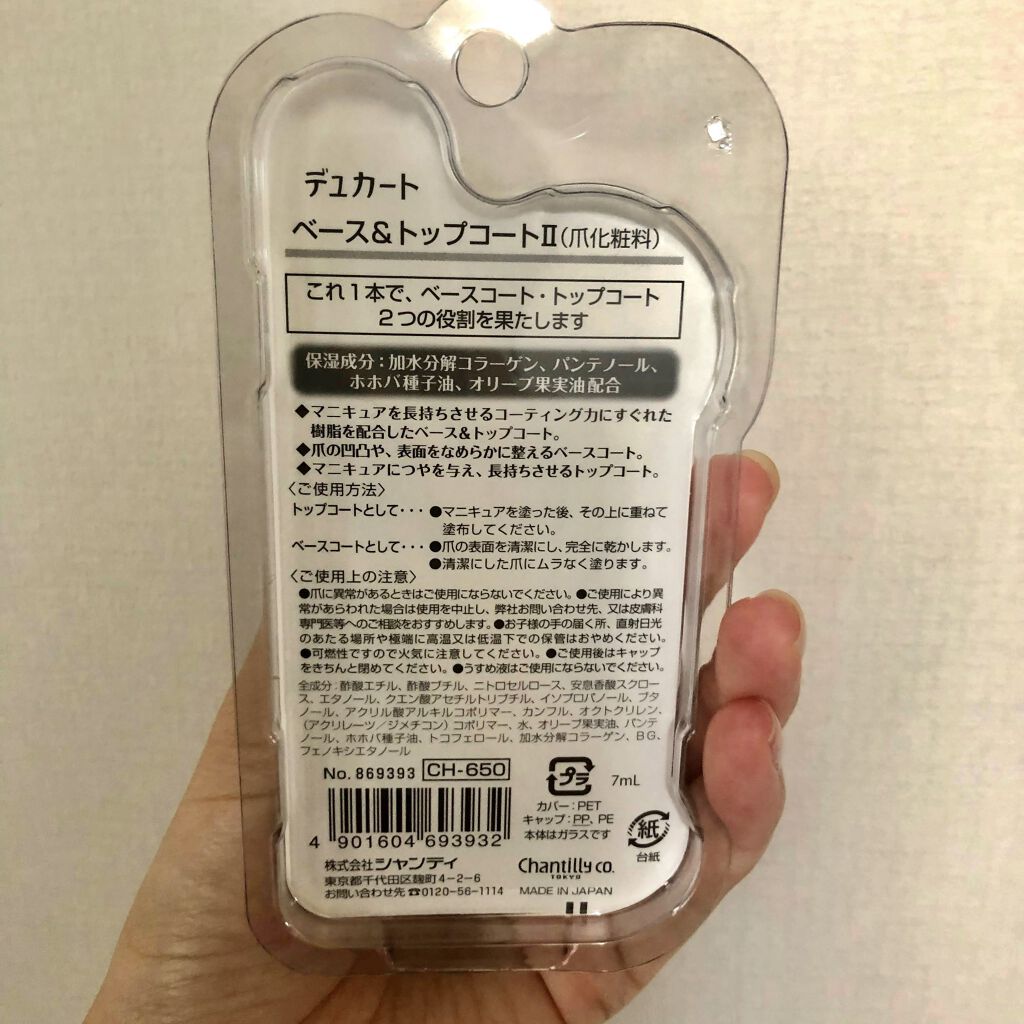 デュカート
ベース&トップコートⅡ(爪化粧料)
これ1本で、ベースコート・トップコート
2つの役割を果たします
保湿成分:加水分解コラーゲン、パンテノール、
ホホバ種子油、オリーブ果実油配合
◆マニキュアを長持ちさせるコーティング力にすぐれた
樹脂を配合したベース&トップコート。
◆爪の凹凸や、表面をなめらかに整えるベースコート。
◆マニキュアにつやを与え、長持ちさせるトップコート。
〈ご使用方法〉
トップコートとして・・・ ●マニキュアを塗った後、その上に重ねて
塗布してください。
ベースコートとして・・・ ●爪の表面を清潔にし、完全に乾かします。
●清潔にした爪にムラなく塗ります。
〈ご使用上の注意〉
●爪に異常があるときはご使用にならないでください。●ご使用により異
常があらわれた場合は使用を中止し、弊社お問い合わせ先、又は皮膚科
専門医等へのご相談をおすすめします。●お子様の手の届く所、直射日光
のあたる場所や極端に高温又は低温下での保管はおやめください。
●可燃性ですので火気に注意してください。●ご使用後はキャップ
をきちんと閉めてください。●うすめ液はご使用にならないでください。
全成分:酢酸エチル、酢酸ブチル、ニトロセルロース、安息香酸スクロー
ス、エタノール、クエン酸アセチルトリブチル、イソプロパノール、ブタ
ノール、アクリル酸アルキルコポリマー、カンフル、オクトクリレン、
(アクリレーツ/ジメチコン)コポリマー、水、オリーブ果実油、パンテ
ノール、ホホバ種子油、トコフェロール、加水分解コラーゲン、BG、
フェノキシエタノール
No. 869393 CH-650
プラ
7mL
カバー:PET
キャップ:PP、PE
本体はガラスです
紙
台紙
4 901604 693932
株式会社シャンティ
東京都千代田区麹町4-2-6
お問い合わせ先 ☎0120-56-1114
Chantilly co.
TOKYO
MADE IN JAPAN